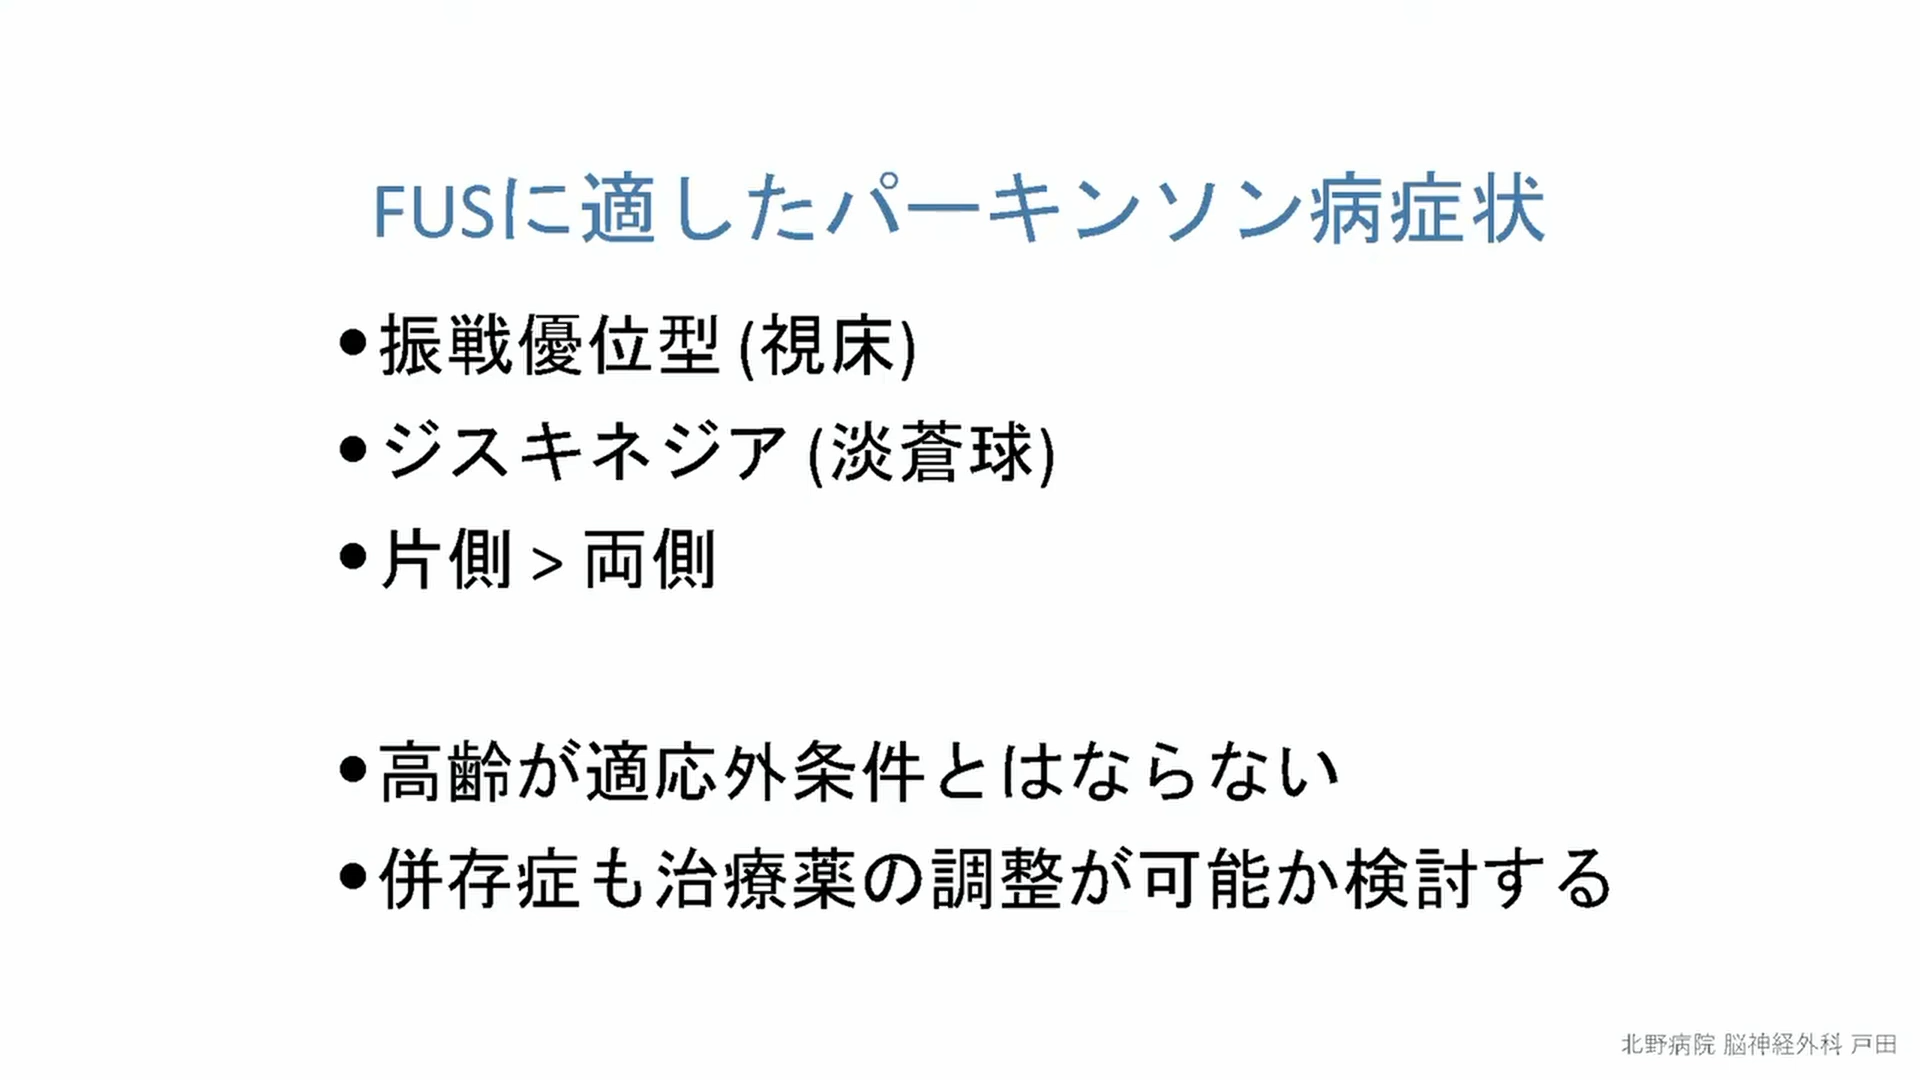 FUSに適したパーキンソン病症状
•振戦優位型 (視床)
•ジスキネジア (淡蒼球)
•片側 > 両側
•高齢が適応外条件とはならない
•併存症も治療薬の調整が可能か検討する
北野病院 脳神経外科 戸田